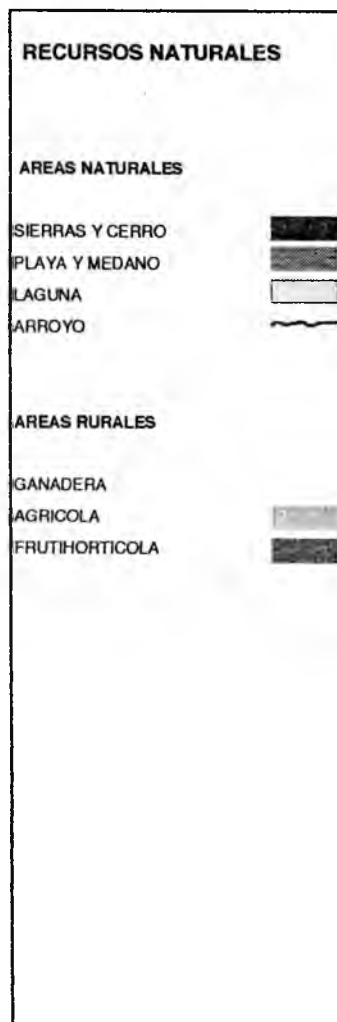 RECURSOS NATURALES
AREAS NATURALES
SIERRAS Y CERRO
PLAYA Y MEDANO
LAGUNA
ARROYO
AREAS RURALES
GANADERA
AGRICOLA
FRUTIHORTICOLA